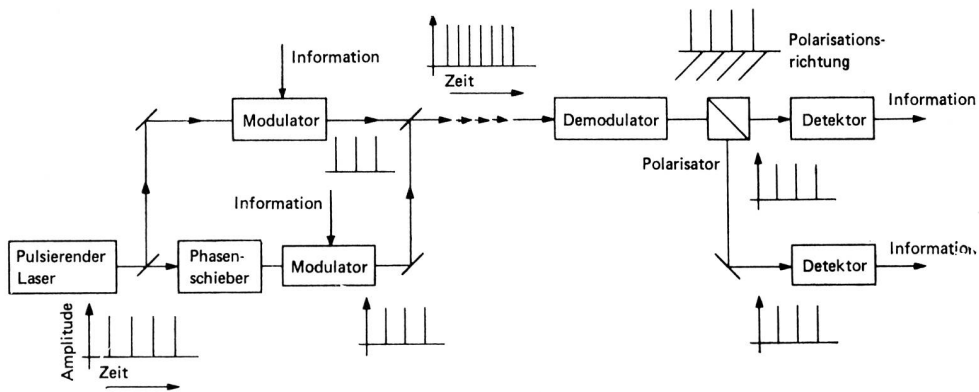 Polarisations-
richtung
Information
Zeit
Information
Modulator
Demodulator
Detektor
Polarisator
Information
Pulsierender
Laser
Phasen-
schieber
Modulator
Detektor
Information
Amplitude
Zeit